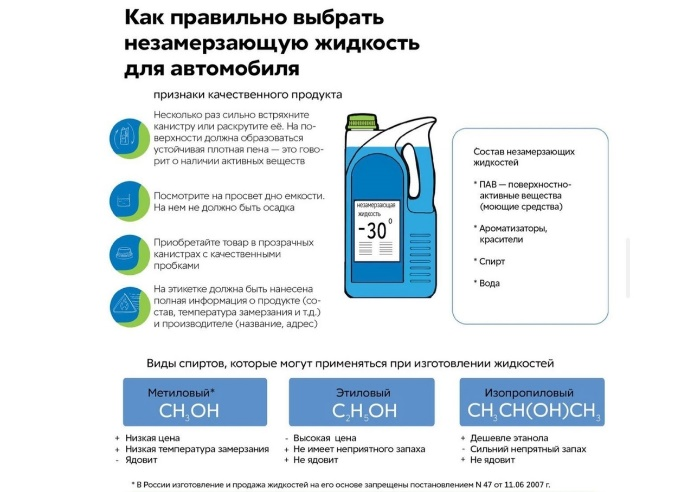 Как правильно выбрать
незамерзающую жидкость
для автомобиля
признаки качественного продукта
Несколько раз сильно встряхните
канистру или раскрутите её. На по-
верхности должна образоваться
устойчивая плотная пена — это гово-
рит о наличии активных веществ
Посмотрите на просвет дно емкости.
На нем не должно быть осадка
Приобретайте товар в прозрачных
канистрах с качественными
пробками
На этикетке должна быть нанесена
полная информация о продукте (со-
став, температура замерзания и т.д.)
и производителе (название, адрес)
незамерзающая
жидкость
-30°
Состав незамерзающих
жидкостей
* ПАВ — поверхностно-
активные вещества
(моющие средства)
* Ароматизаторы,
красители
* Спирт
* Вода
Виды спиртов, которые могут применяться при изготовлении жидкостей
Метиловый*
CH₃OH
+ Низкая цена
+ Низкая температура замерзания
- Ядовит
Этиловый
C₂H₅OH
- Высокая цена
+ Не имеет неприятного запаха
+ Не ядовит
Изопропиловый
CH₃CH(OH)CH₃
+ Дешевле этанола
- Сильный непрятный запах
+ Не ядовит
* В России изготовление и продажа жидкостей на его основе запрещены постановлением N 47 от 11.06 2007 г.